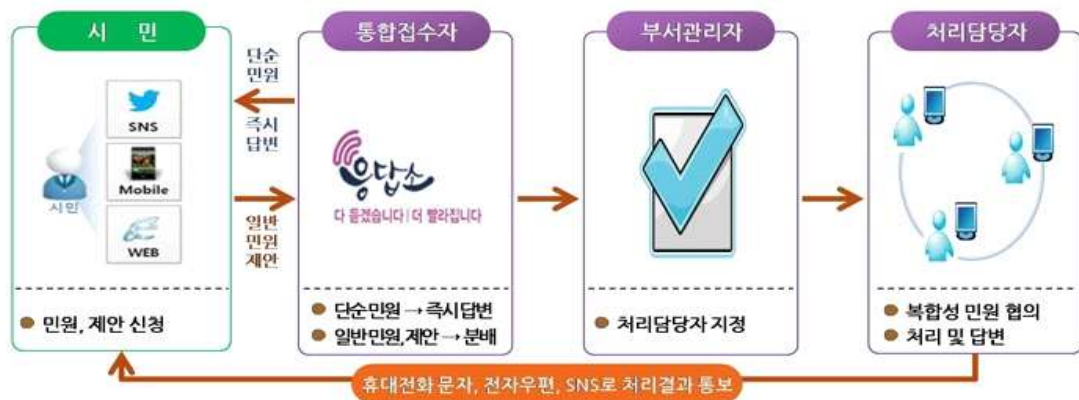 시 민
통합접수자
부서관리자
처리담당자
SNS
Mobile
WEB
시민
단순
민원
즉시
답변
일반
민원
제안
응답소
다 듣겠습니다 | 더 빨라집니다
민원, 제안 신청
단순민원 → 즉시답변
일반민원,제안 → 분배
처리담당자 지정
복합성 민원 협의
처리 및 답변
휴대전화 문자, 전자우편, SNS로 처리결과 통보